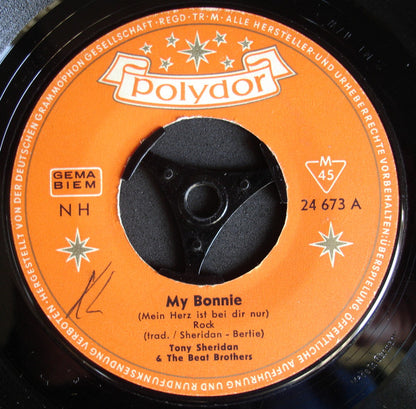 HERGESTELLT VON DER DEUTSCHEN GRAMMOPHON GESELLSCHAFT · REGD · TR · M · ALLE HERSTELLER- UND URHEBERRECHTE VORBEHALTEN; ÜBERSPIELUNG, ÖFFENTLICHE AUFFÜHRUNG UND RUNDFUNKSENDUNG VERBOTEN
Polydor
GEMA
BIEM
M
45
NH
24 673 A
My Bonnie
(Mein Herz ist bei dir nur)
Rock
(trad. / Sheridan - Bertie)
Tony Sheridan
& The Beat Brothers